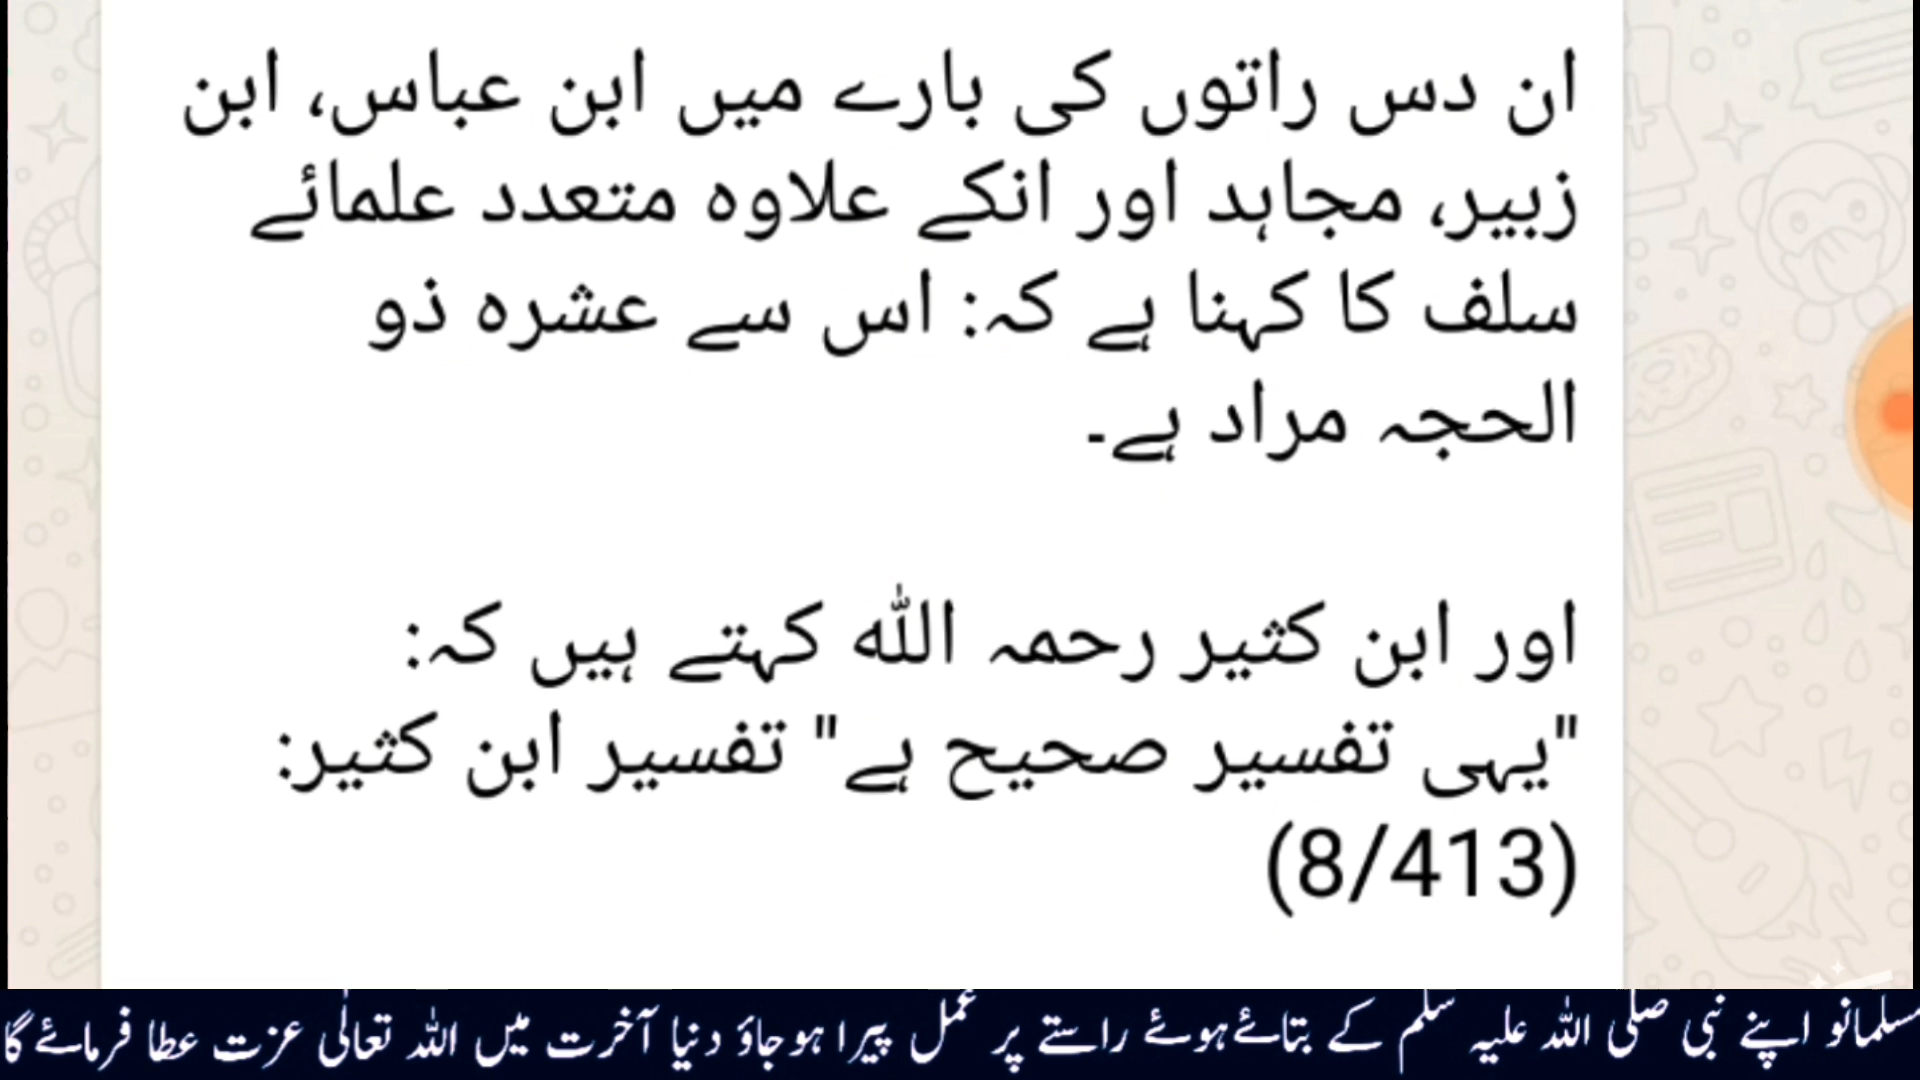 ان دس راتوں کی بارے میں ابن عباس، ابن
زبیر، مجاہد اور انکے علاوہ متعدد علمائے
سلف کا کہنا ہے کہ: اس سے عشرہ ذو
الحجہ مراد ہے۔
اور ابن کثیر رحمہ اللہ کہتے ہیں کہ:
"یہی تفسیر صحیح ہے" تفسیر ابن کثیر:
(8/413)
مسلمانو اپنے نبی صلی اللہ علیہ سلم کے بتائے ہوئے راستے پر عمل پیرا ہو جاؤ دنیا آخرت میں اللہ تعالٰی عزت عطا فرمائے گا